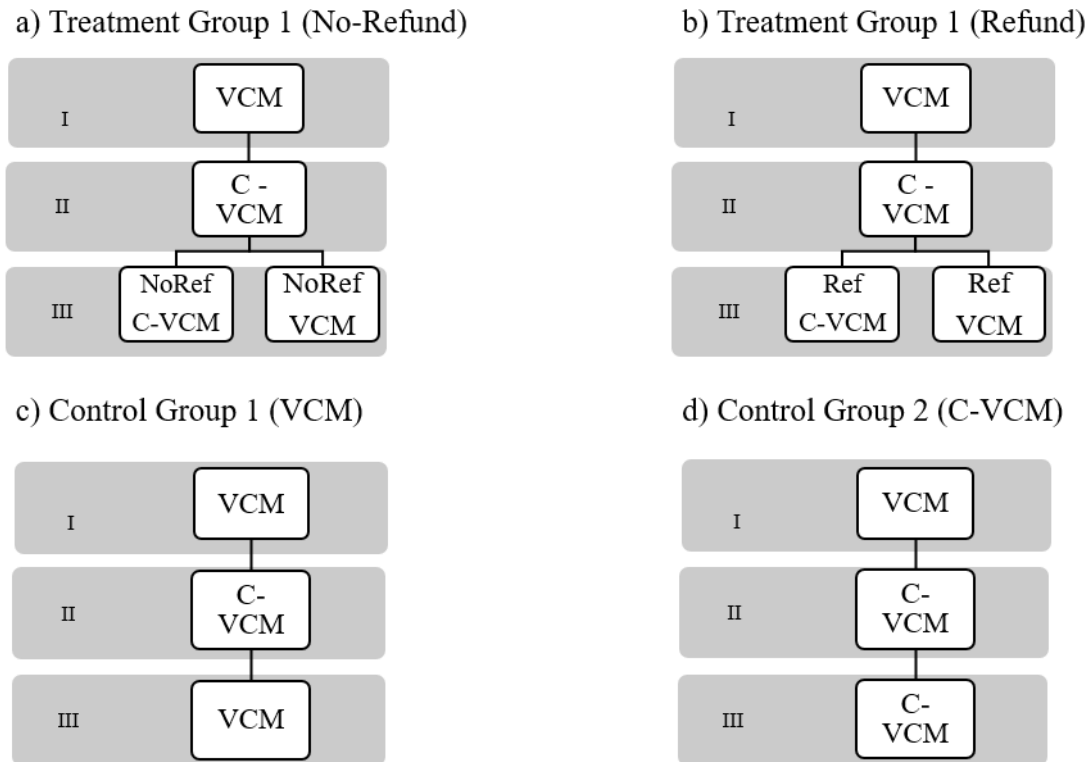 a) Treatment Group 1 (No-Refund)
I
VCM
II
C -
VCM
III
NoRef
C-VCM
NoRef
VCM
b) Treatment Group 1 (Refund)
I
VCM
II
C -
VCM
III
Ref
C-VCM
Ref
VCM
c) Control Group 1 (VCM)
I
VCM
II
C-
VCM
III
VCM
d) Control Group 2 (C-VCM)
I
VCM
II
C-
VCM
III
C-
VCM